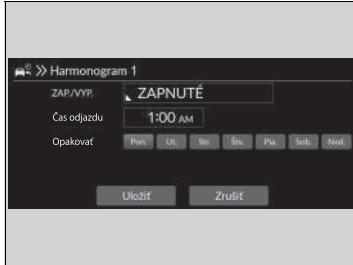 Harmonogram 1
ZAP./VYP. ZAPNUTÉ
Čas odjazdu 1:00 AM
Opakovať Pon. Ut. Str. Štv. Pia. Sob. Ned.
Uložiť Zrušiť